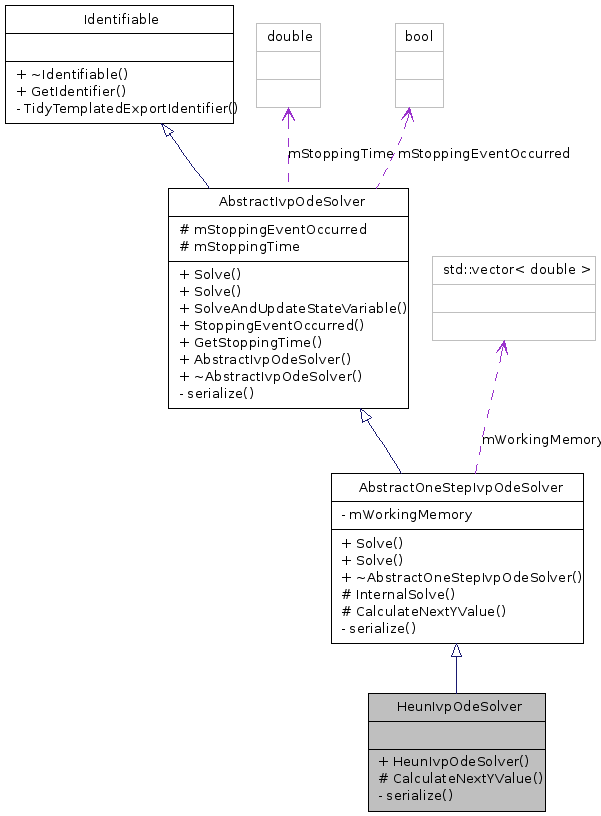 Identifiable
+ ~Identifiable()
+ GetIdentifier()
- TidyTemplatedExportIdentifier()
double
bool
mStoppingTime
mStoppingEventOccurred
AbstractIvpOdeSolver
# mStoppingEventOccurred
# mStoppingTime
+ Solve()
+ Solve()
+ SolveAndUpdateStateVariable()
+ StoppingEventOccurred()
+ GetStoppingTime()
+ AbstractIvpOdeSolver()
+ ~AbstractIvpOdeSolver()
- serialize()
std::vector< double >
mWorkingMemory
AbstractOneStepIvpOdeSolver
- mWorkingMemory
+ Solve()
+ Solve()
+ ~AbstractOneStepIvpOdeSolver()
# InternalSolve()
# CalculateNextYValue()
- serialize()
HeunIvpOdeSolver
+ HeunIvpOdeSolver()
# CalculateNextYValue()
- serialize()